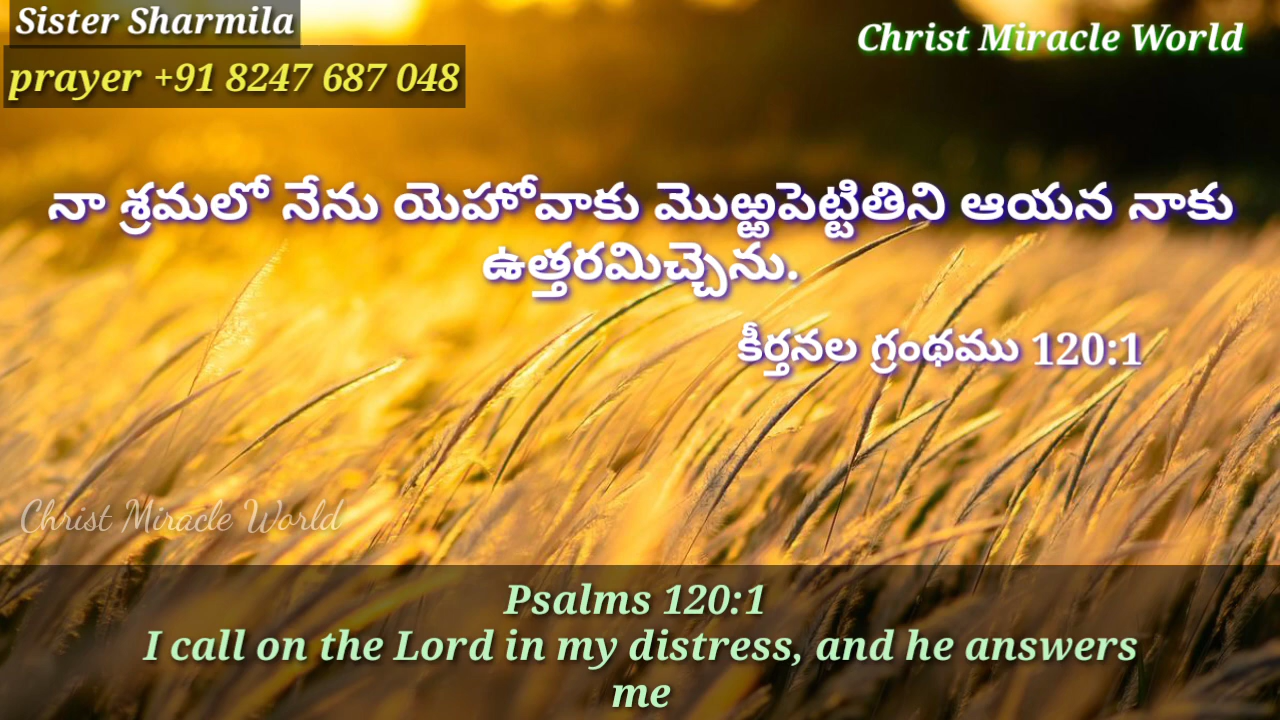 Sister Sharmila
prayer +91 8247 687 048
Christ Miracle World
నా శ్రమలో నేను యెహోవాకు మొఱ్ఱపెట్టితిని ఆయన నాకు
ఉత్తరమిచ్చెను.
కీర్తనల గ్రంథము 120:1
Christ Miracle World
Psalms 120:1
I call on the Lord in my distress, and he answers
me